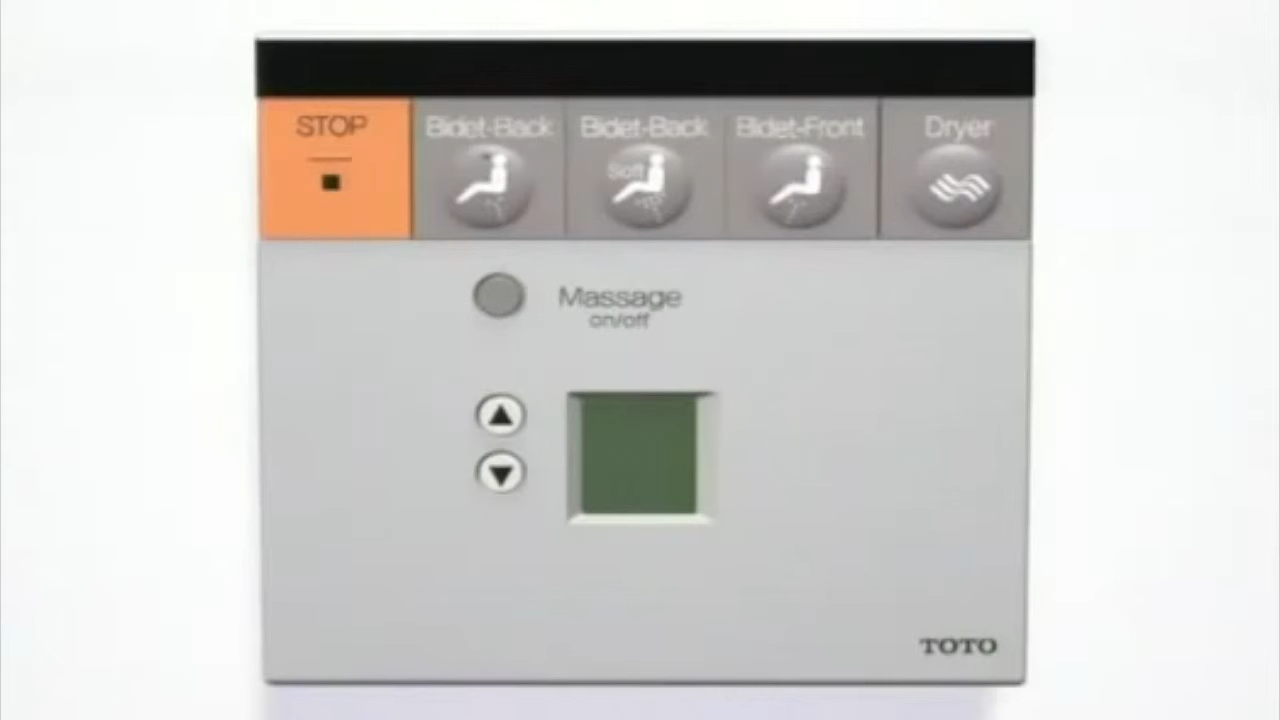 STOP
Bidet-Back
Bidet-Back
Bidet-Front
Dryer
Soft
Massage
on/off
TOTO